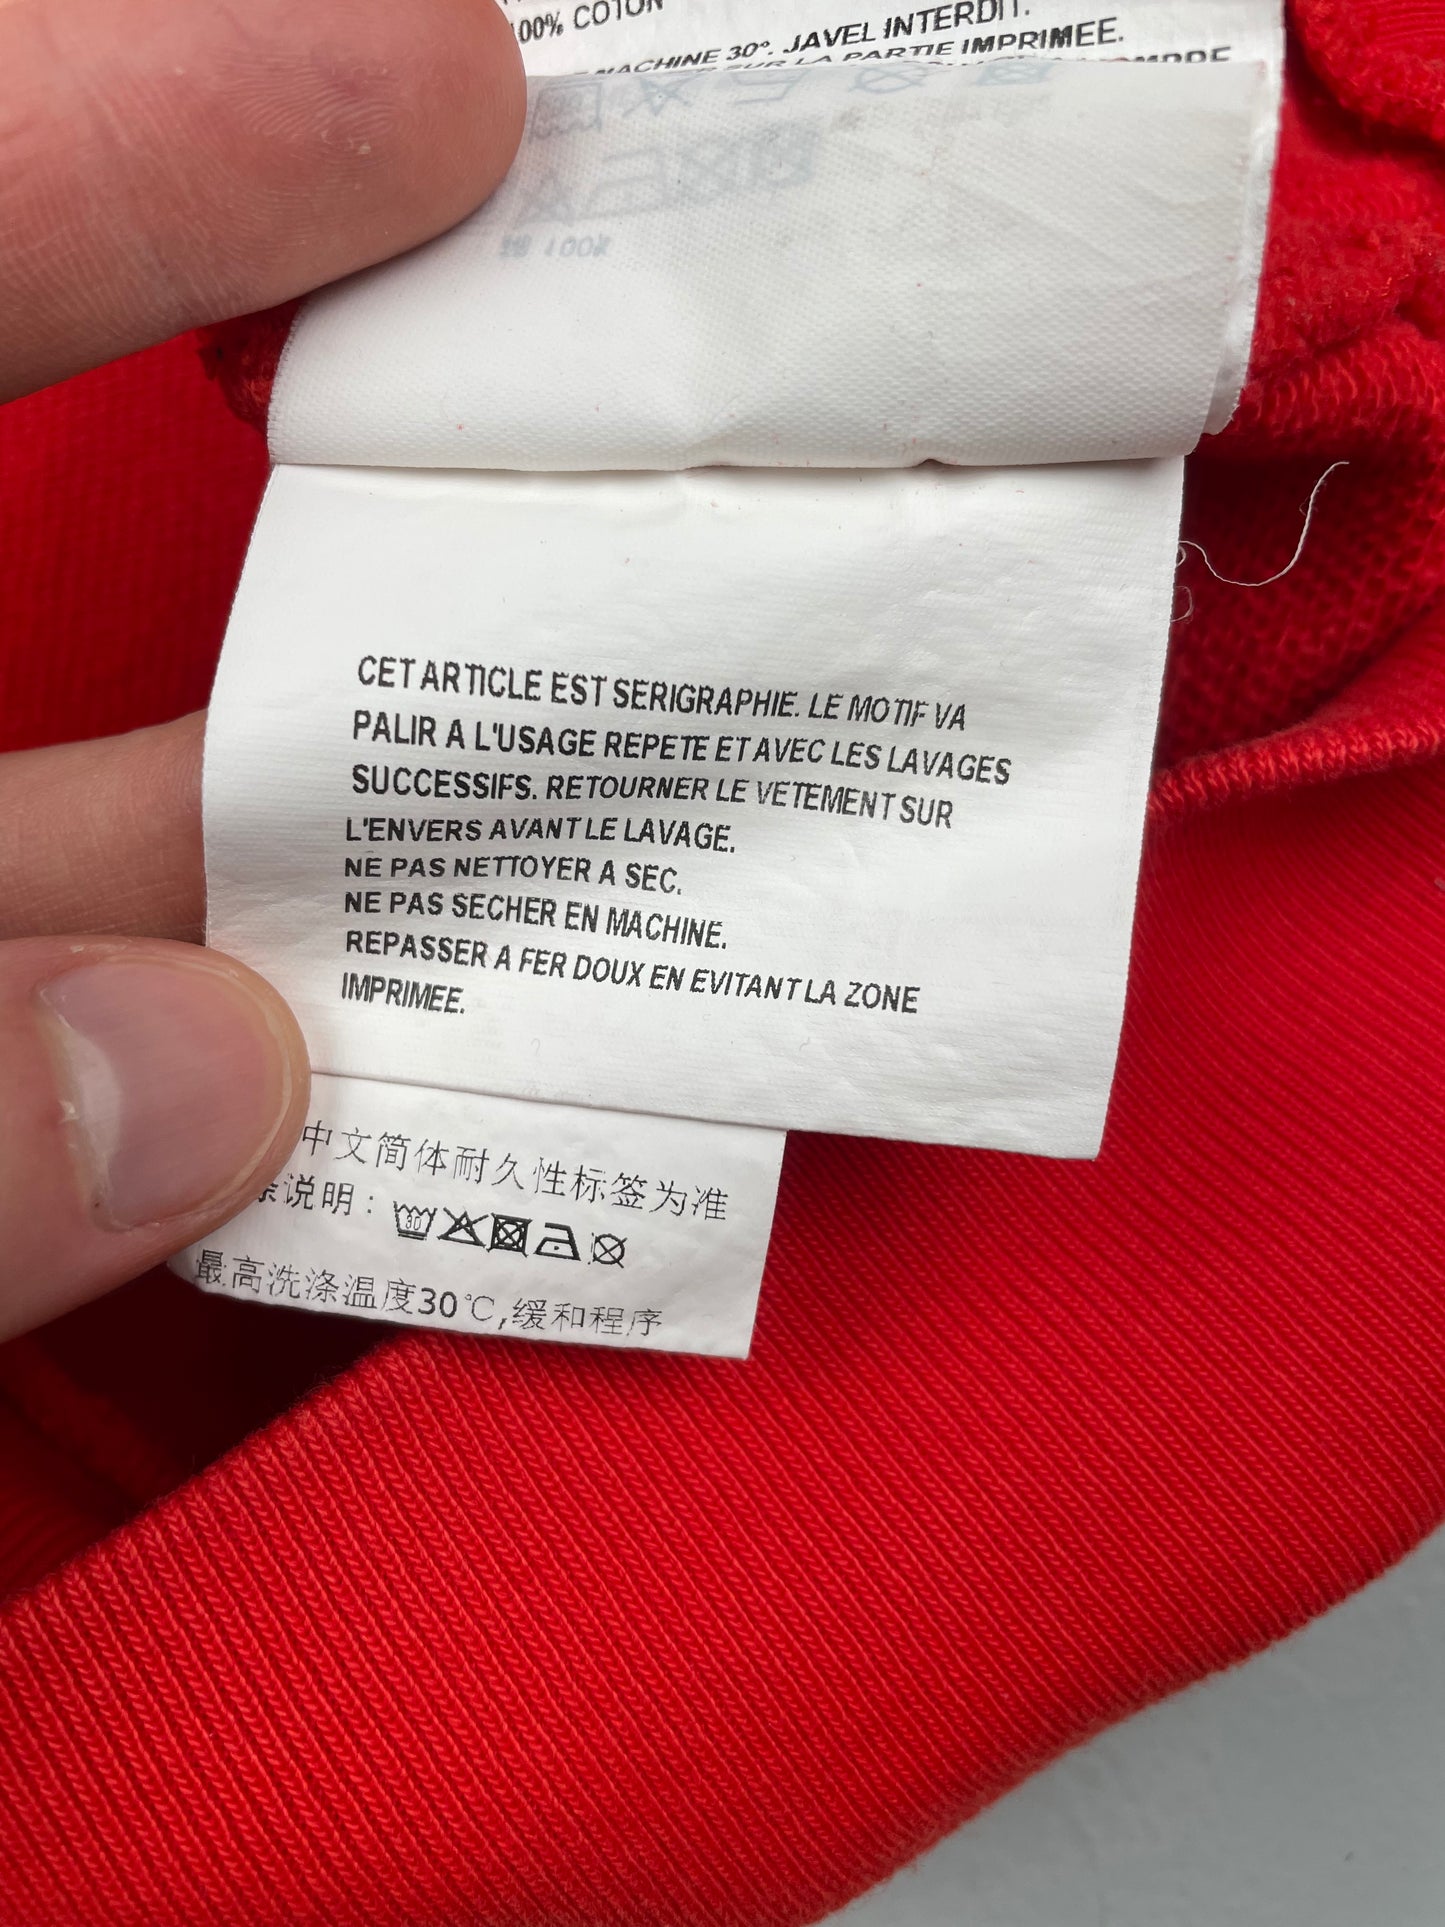 100% COTON
MACHINE 30°. JAVEL INTERDIT.
SUR LA PARTIE IMPRIMEE.
CET ARTICLE EST SERIGRAPHIE. LE MOTIF VA
PALIR A L'USAGE REPETE ET AVEC LES LAVAGES
SUCCESSIFS. RETOURNER LE VETEMENT SUR
L'ENVERS AVANT LE LAVAGE.
NE PAS NETTOYER A SEC.
NE PAS SECHER EN MACHINE.
REPASSER A FER DOUX EN EVITANT LA ZONE
IMPRIMEE.
中文简体耐久性标签为准
说明：
最高洗涤温度30℃,缓和程序